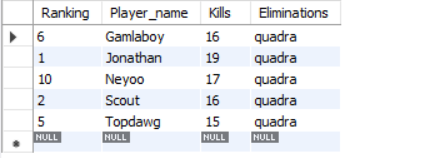 Ranking Player_name Kills Eliminations
6 Gamlaboy 16 quadra
1 Jonathan 19 quadra
10 Neyoo 17 quadra
2 Scout 16 quadra
5 Topdawg 15 quadra
NULL NULL NULL NULL